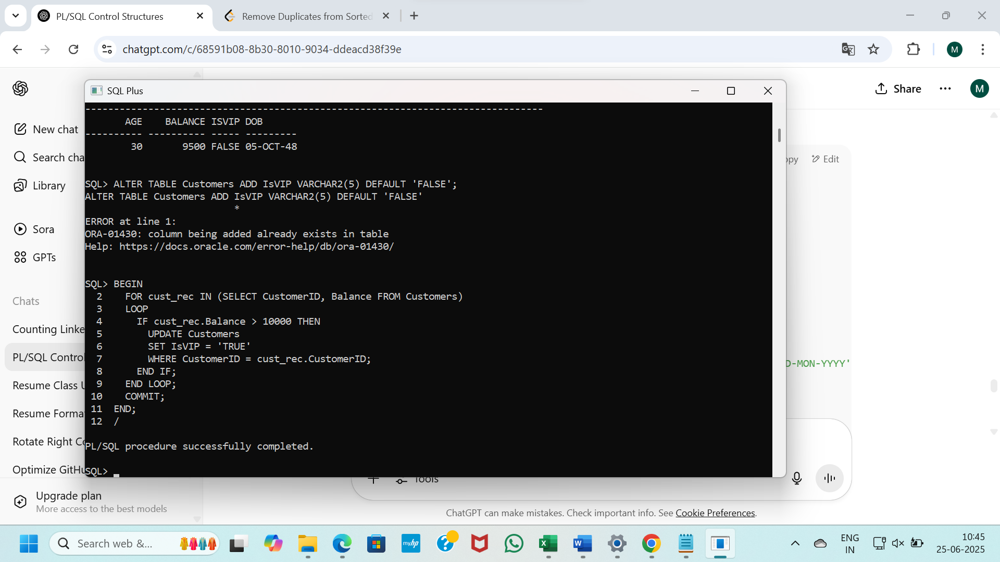 PL/SQL Control Structures
Remove Duplicates from Sorted
chatgpt.com/c/68591b08-8b30-8010-9034-ddeacd38f39e
M
Share
M
New chat
Search cha
Library
Sora
GPTs
Chats
Counting Linke
PL/SQL Control
Resume Class U
Resume Forma
Rotate Right Co
Optimize GitHu
Upgrade plan
More access to the best models
SQL Plus
--------------------------------------------------------------------------------
       AGE    BALANCE ISVIP DOB
---------- ---------- ----- ---------
        30       9500 FALSE 05-OCT-48
SQL> ALTER TABLE Customers ADD IsVIP VARCHAR2(5) DEFAULT 'FALSE';
ALTER TABLE Customers ADD IsVIP VARCHAR2(5) DEFAULT 'FALSE'
                          *
ERROR at line 1:
ORA-01430: column being added already exists in table
Help: https://docs.oracle.com/error-help/db/ora-01430/
SQL> BEGIN
  2    FOR cust_rec IN (SELECT CustomerID, Balance FROM Customers)
  3    LOOP
  4      IF cust_rec.Balance > 10000 THEN
  5        UPDATE Customers
  6        SET IsVIP = 'TRUE'
  7        WHERE CustomerID = cust_rec.CustomerID;
  8      END IF;
  9    END LOOP;
 10    COMMIT;
 11  END;
 12  /
PL/SQL procedure successfully completed.
SQL>
opy
Edit
D-MON-YYYY'
Tools
ChatGPT can make mistakes. Check important info. See Cookie Preferences.
Search web &...
myhp
ENG
IN
10:45
25-06-2025